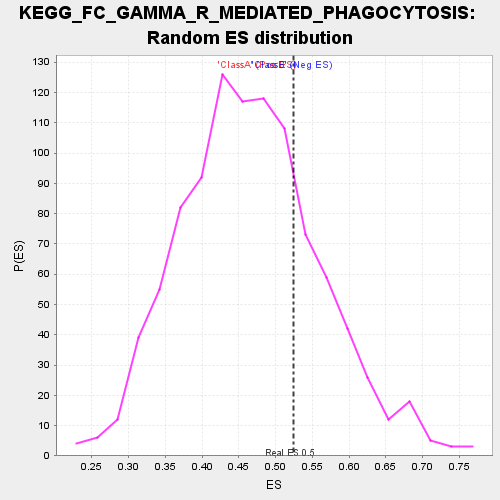 KEGG_FC_GAMMA_R_MEDIATED_PHAGOCYTOSIS:
Random ES distribution
130
120
110
100
90
80
70
60
50
40
30
20
10
0
P(ES)
(Neg ES)
Real ES 0.5
0.25 0.30 0.35 0.40 0.45 0.50 0.55 0.60 0.65 0.70 0.75
ES